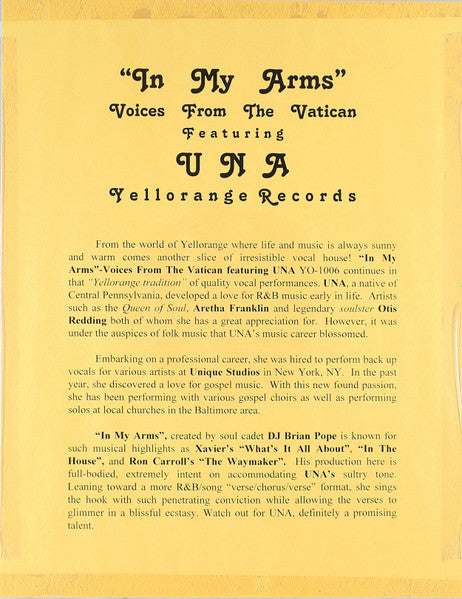 "In My Arms"
Voices From The Vatican
Featuring
UNA
Yellorange Records
From the world of Yellorange where life and music is always sunny
and warm comes another slice of irresistible vocal house! "In My
Arms"-Voices From The Vatican featuring UNA YO-1006 continues in
that "Yellorange tradition" of quality vocal performances. UNA, a native of
Central Pennsylvania, developed a love for R&B music early in life. Artists
such as the Queen of Soul, Aretha Franklin and legendary soulster Otis
Redding both of whom she has a great appreciation for. However, it was
under the auspices of folk music that UNA's music career blossomed.
Embarking on a professional career, she was hired to perform back up
vocals for various artists at Unique Studios in New York, NY. In the past
year, she discovered a love for gospel music. With this new found passion,
she has been performing with various gospel choirs as well as performing
solos at local churches in the Baltimore area.
"In My Arms", created by soul cadet DJ Brian Pope is known for
such musical highlights as Xavier's "What's It All About", "In The
House", and Ron Carroll's "The Waymaker". His production here is
full-bodied, extremely intent on accommodating UNA's sultry tone.
Leaning toward a more R&B/song "verse/chorus/verse" format, she sings
the hook with such penetrating conviction while allowing the verses to
glimmer in a blissful ecstasy. Watch out for UNA, definitely a promising
talent.